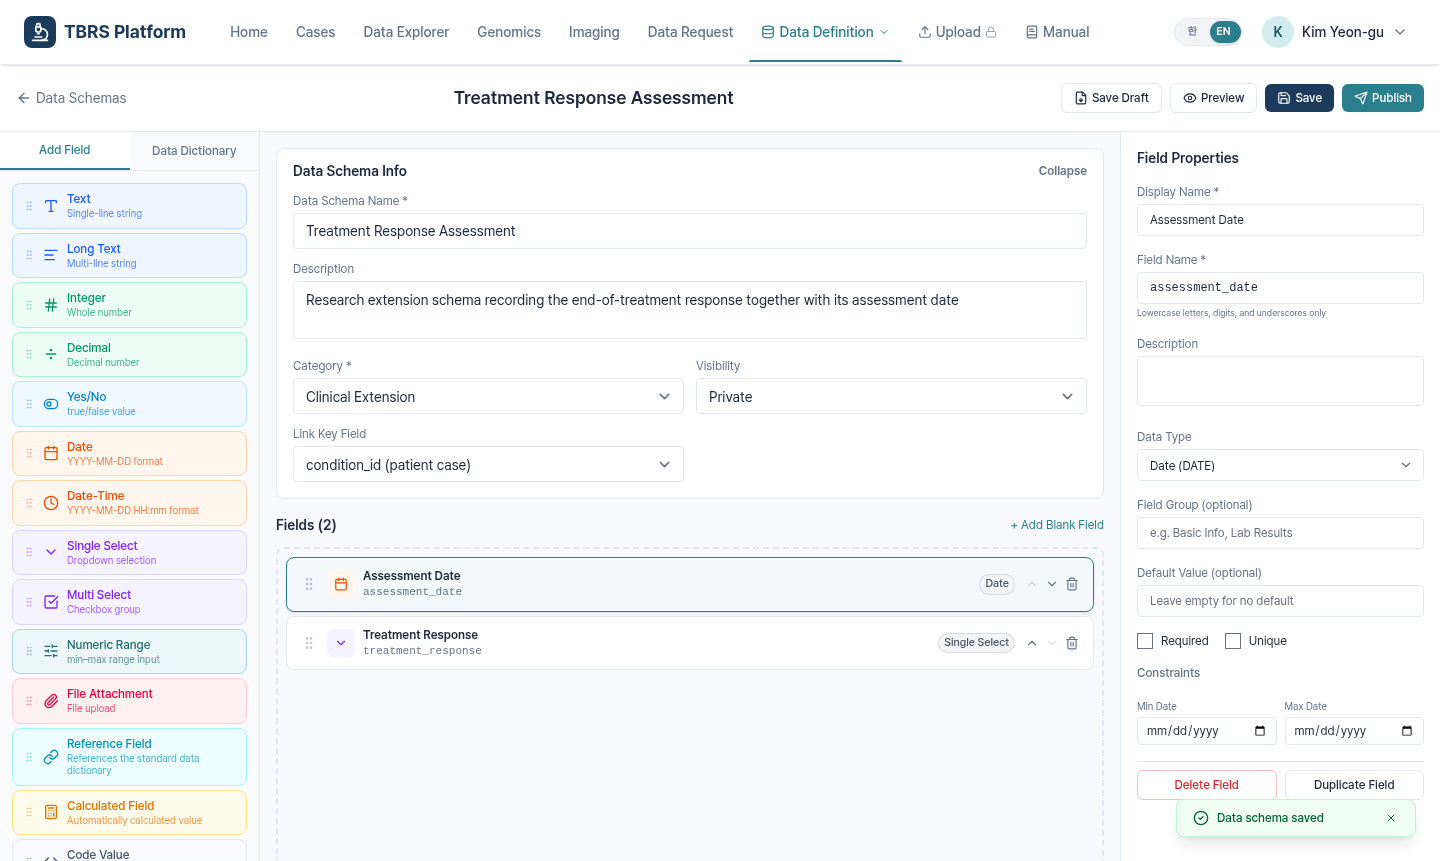 TBRS Platform
Home
Cases
Data Explorer
Genomics
Imaging
Data Request
Data Definition
Upload
Manual
한
EN
K
Kim Yeon-gu
Data Schemas
Treatment Response Assessment
Save Draft
Preview
Save
Publish
Add Field
Data Dictionary
Text
Single-line string
Long Text
Multi-line string
Integer
Whole number
Decimal
Decimal number
Yes/No
true/false value
Date
YYYY-MM-DD format
Date-Time
YYYY-MM-DD HH:mm format
Single Select
Dropdown selection
Multi Select
Checkbox group
Numeric Range
min–max range input
File Attachment
File upload
Reference Field
References the standard data
dictionary
Calculated Field
Automatically calculated value
Code Value
Data Schema Info
Collapse
Data Schema Name *
Treatment Response Assessment
Description
Research extension schema recording the end-of-treatment response together with its assessment date
Category *
Visibility
Clinical Extension
Private
Link Key Field
condition_id (patient case)
Fields (2)
+ Add Blank Field
Assessment Date
assessment_date
Date
Treatment Response
treatment_response
Single Select
Field Properties
Display Name *
Assessment Date
Field Name *
assessment_date
Lowercase letters, digits, and underscores only
Description
Data Type
Date (DATE)
Field Group (optional)
e.g. Basic Info, Lab Results
Default Value (optional)
Leave empty for no default
Required
Unique
Constraints
Min Date
Max Date
mm/dd/yyyy
mm/dd/yyyy
Delete Field
Duplicate Field
Data schema saved